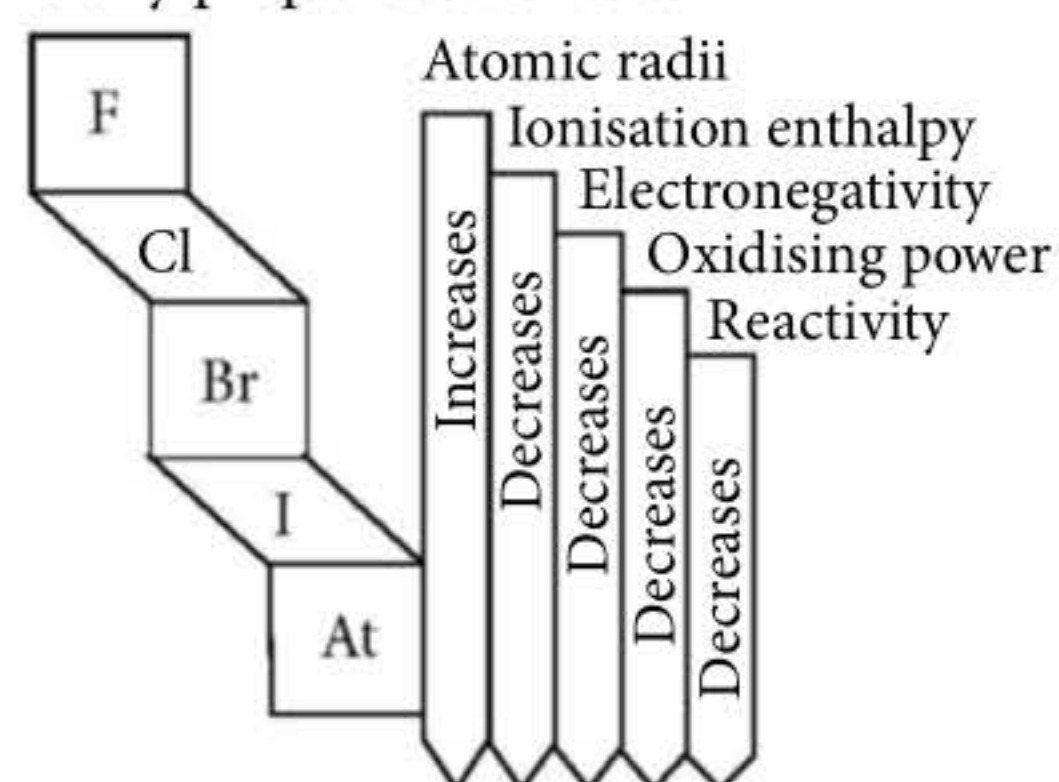 F
Cl
Br
I
At
Atomic radii
Ionisation enthalpy
Electronegativity
Oxidising power
Reactivity
Increases
Decreases
Decreases
Decreases
Decreases